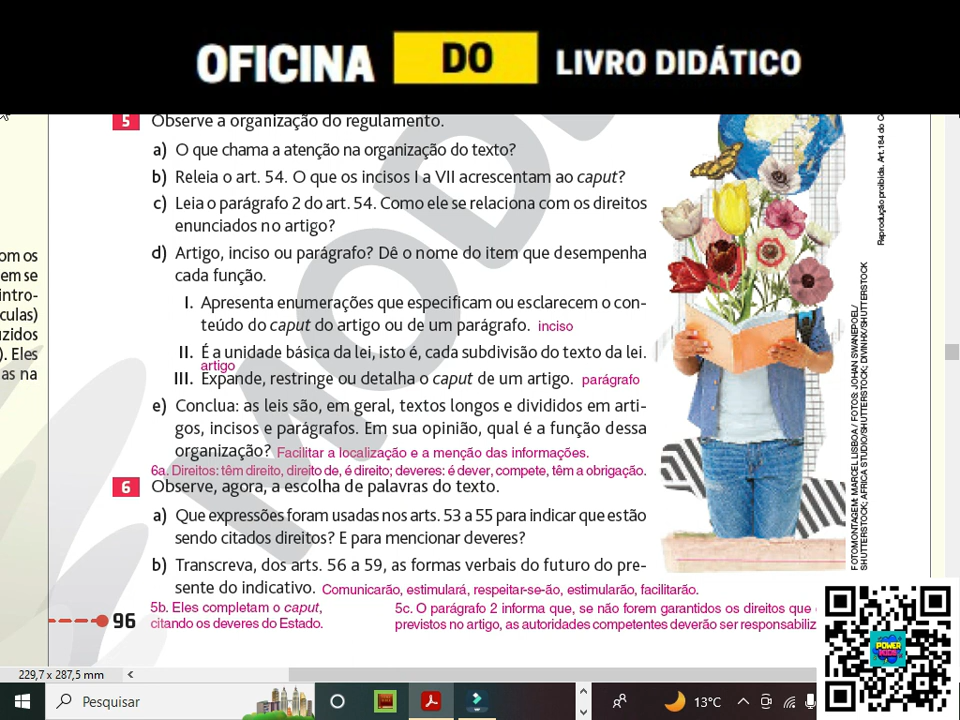 OFICINA DO LIVRO DIDÁTICO
5 Observe a organização do regulamento.
a) O que chama a atenção na organização do texto?
b) Releia o art. 54. O que os incisos I a VII acrescentam ao caput?
c) Leia o parágrafo 2 do art. 54. Como ele se relaciona com os direitos
enunciados no artigo?
d) Artigo, inciso ou parágrafo? Dê o nome do item que desempenha
cada função.
I. Apresenta enumerações que especificam ou esclarecem o con-
teúdo do caput do artigo ou de um parágrafo. inciso
II. É a unidade básica da lei, isto é, cada subdivisão do texto da lei.
artigo
III. Expande, restringe ou detalha o caput de um artigo. parágrafo
e) Conclua: as leis são, em geral, textos longos e divididos em arti-
gos, incisos e parágrafos. Em sua opinião, qual é a função dessa
organização? Facilitar a localização e a menção das informações.
6a. Direitos: têm direito, direito de, é direito; deveres: é dever, compete, têm a obrigação.
6 Observe, agora, a escolha de palavras do texto.
a) Que expressões foram usadas nos arts. 53 a 55 para indicar que estão
sendo citados direitos? E para mencionar deveres?
b) Transcreva, dos arts. 56 a 59, as formas verbais do futuro do pre-
sente do indicativo. Comunicarão, estimulará, respeitar-se-ão, estimularão, facilitarão.
5b. Eles completam o caput,
citando os deveres do Estado.
5c. O parágrafo 2 informa que, se não forem garantidos os direitos que
previstos no artigo, as autoridades competentes deverão ser responsabiliz
96
om os
em se
intro-
culas)
uzidos
). Eles
as na
Reprodução proibida. Art. 184 do C
FOTOMONTAGEM: MARCEL LISBOA / FOTOS: JOHAN SWANEPOEL/
SHUTTERSTOCK; AFRICA STUDIO/SHUTTERSTOCK; DIVINHX/SHUTTERSTOCK
229,7 x 287,5 mm
Pesquisar
13°C
POWER